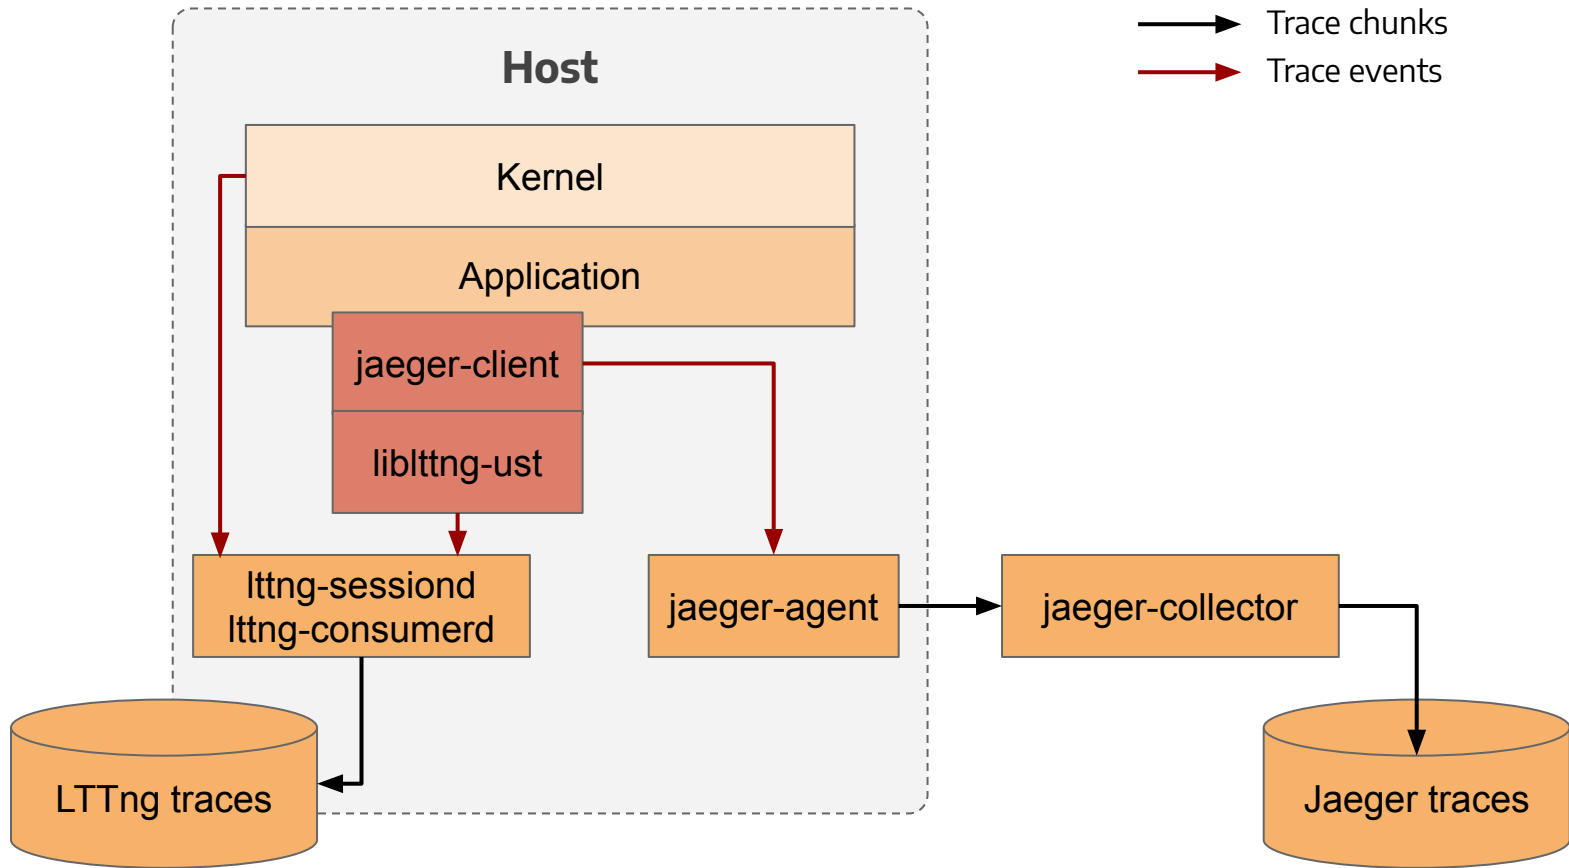 Trace chunks
Trace events
Host
Kernel
Application
jaeger-client
liblttng-ust
lttng-sessiond
lttng-consumerd
jaeger-agent
jaeger-collector
LTTng traces
Jaeger traces